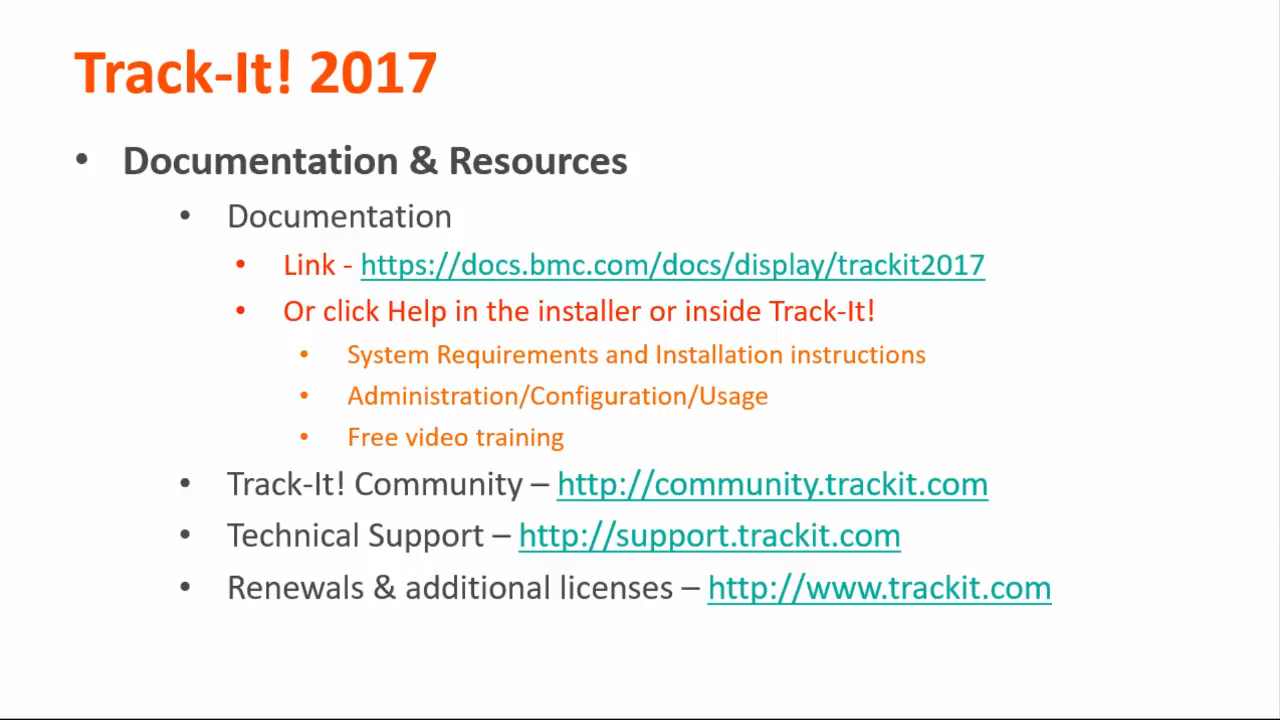 Track-It! 2017
• Documentation & Resources
• Documentation
• Link - https://docs.bmc.com/docs/display/trackit2017
• Or click Help in the installer or inside Track-It!
• System Requirements and Installation instructions
• Administration/Configuration/Usage
• Free video training
• Track-It! Community – http://community.trackit.com
• Technical Support – http://support.trackit.com
• Renewals & additional licenses – http://www.trackit.com